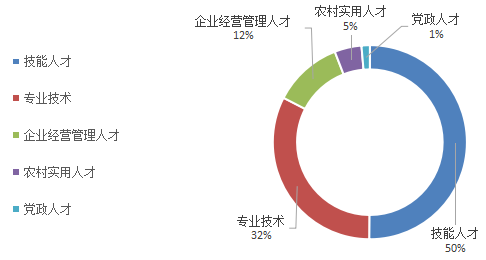 技能人才
专业技术
企业经营管理人才
农村实用人才
党政人才
企业经营管理人才
12%
农村实用人才
5%
党政人才
1%
专业技术
32%
技能人才
50%